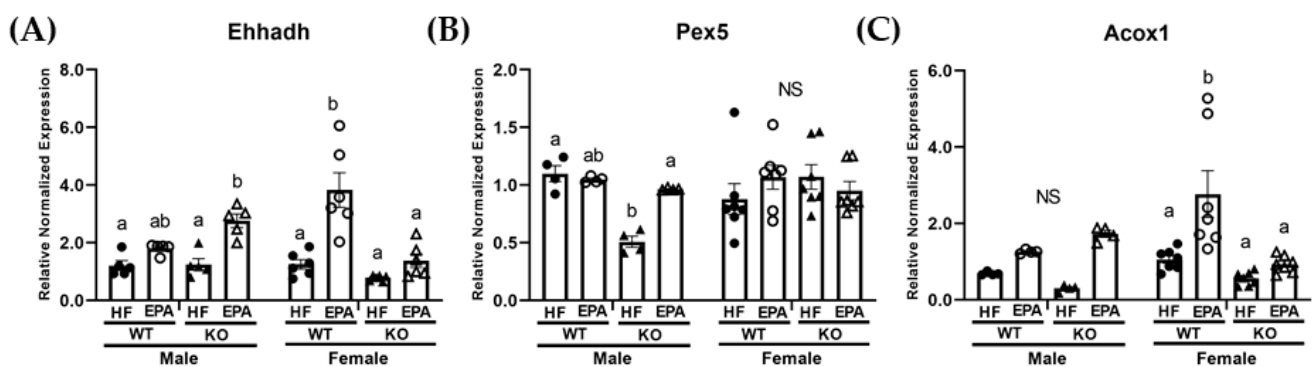 (A)
Ehhadh
Relative Normalized Expression
8.0
6.0
4.0
2.0
0.0
a
ab
a
b
a
b
a
a
HF EPA HF EPA HF EPA HF EPA
WT KO WT KO
Male Female
(B)
Pex5
Relative Normalized Expression
2.0
1.5
1.0
0.5
0.0
a
ab
b
a
NS
HF EPA HF EPA HF EPA HF EPA
WT KO WT KO
Male Female
(C)
Acox1
Relative Normalized Expression
6.0
4.0
2.0
0.0
NS
a
b
a
a
HF EPA HF EPA HF EPA HF EPA
WT KO WT KO
Male Female